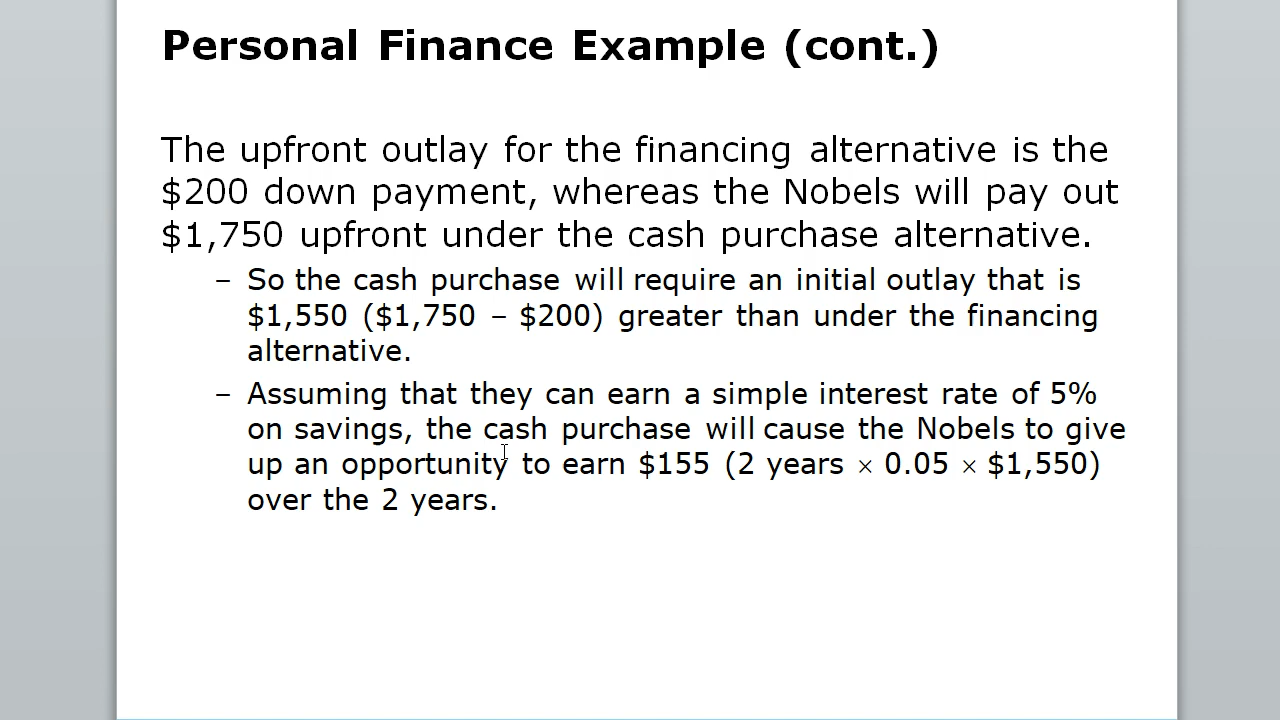 Personal Finance Example (cont.)
The upfront outlay for the financing alternative is the
$200 down payment, whereas the Nobels will pay out
$1,750 upfront under the cash purchase alternative.
– So the cash purchase will require an initial outlay that is
$1,550 ($1,750 – $200) greater than under the financing
alternative.
– Assuming that they can earn a simple interest rate of 5%
on savings, the cash purchase will cause the Nobels to give
up an opportunity to earn $155 (2 years × 0.05 × $1,550)
over the 2 years.